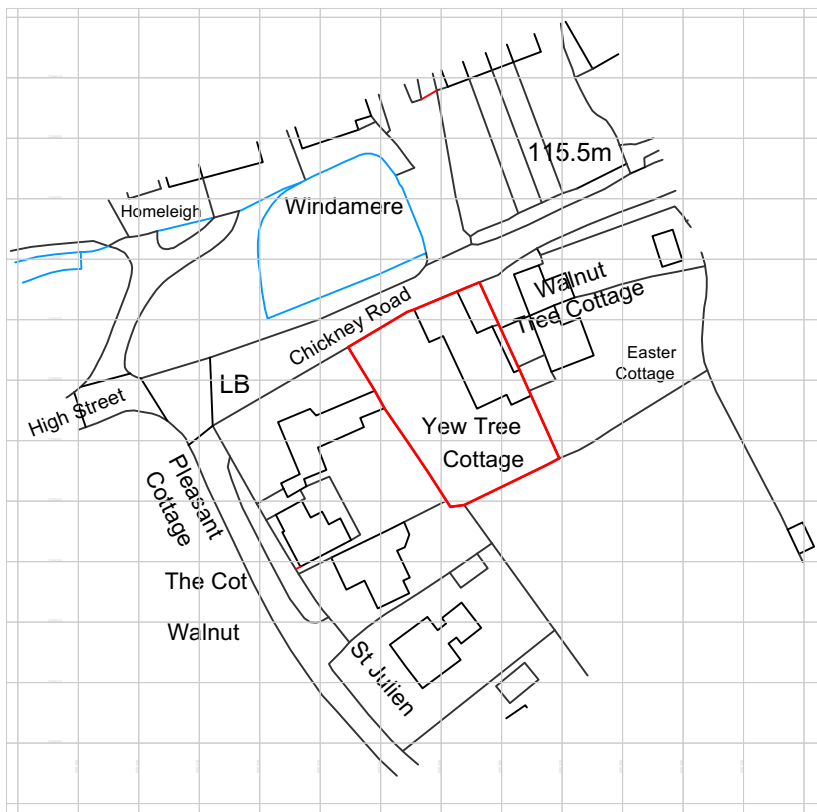 115.5m
Homeleigh
Windamere
Walnut
Tree Cottage
Chickney Road
Easter
Cottage
LB
High Street
Yew Tree
Cottage
Pleasant
Cottage
The Cot
Walnut
St Julien